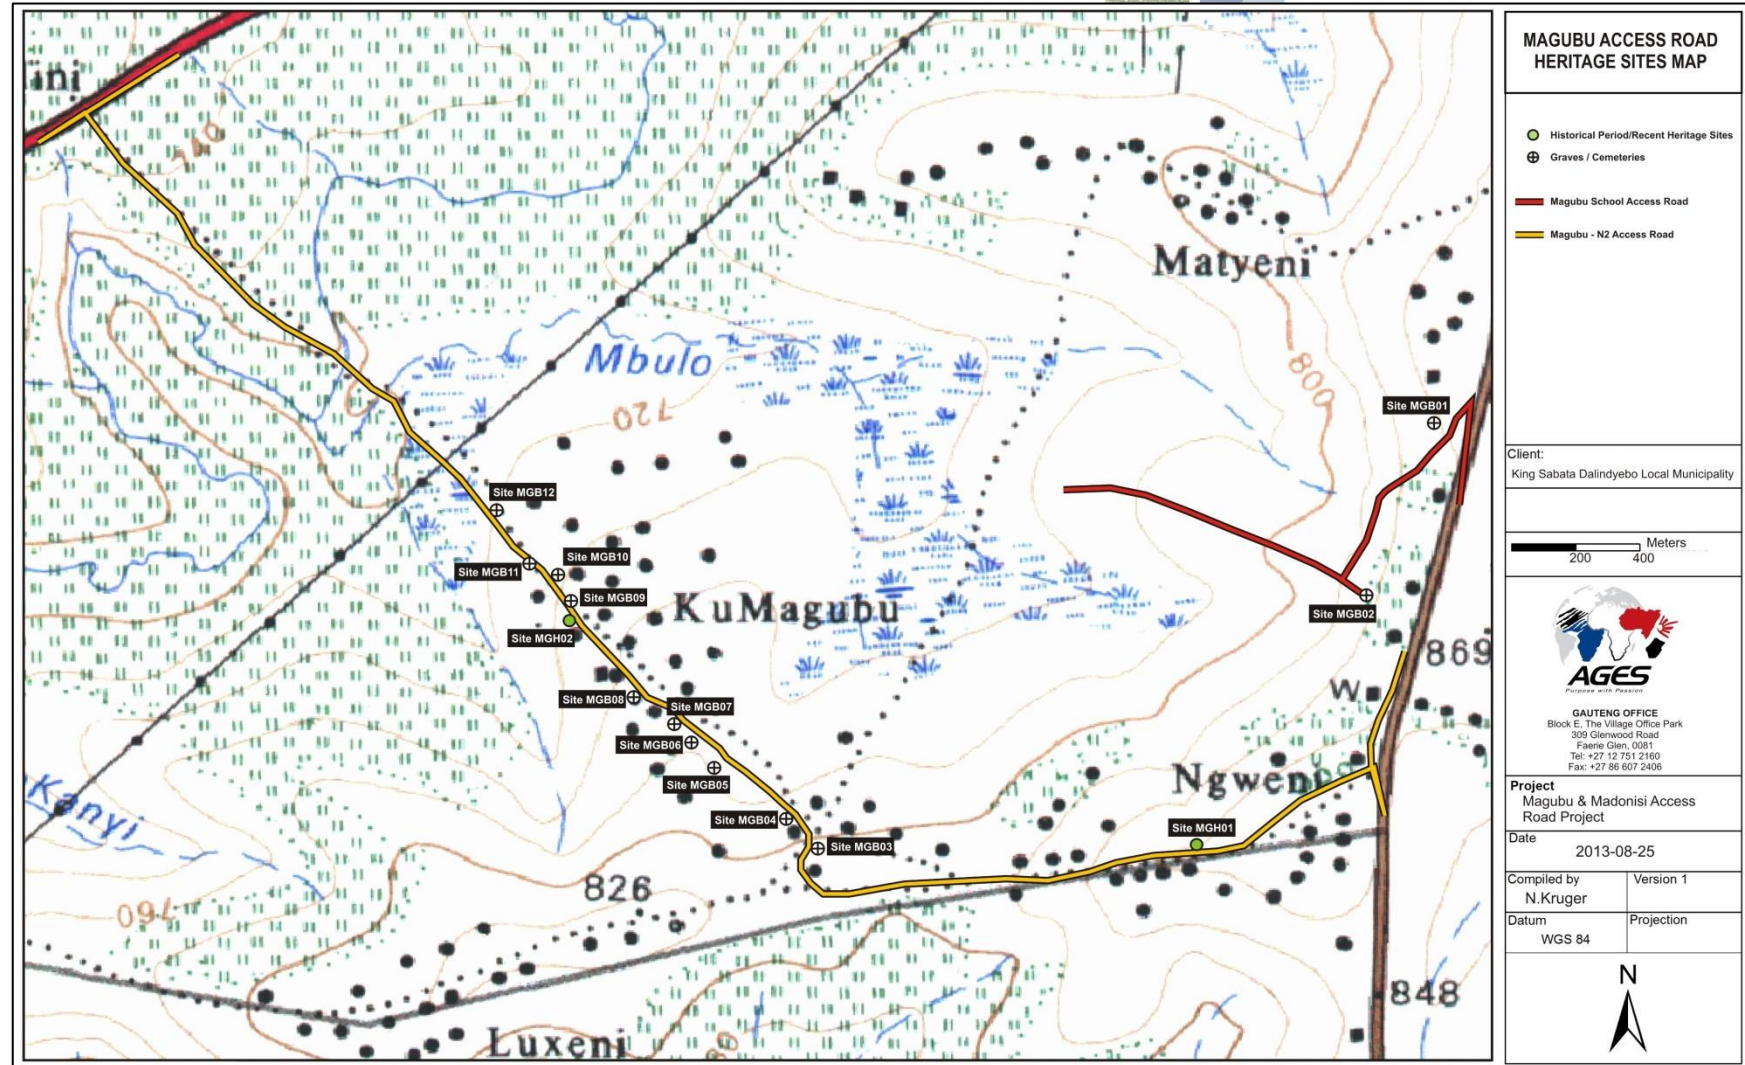 MAGUBU ACCESS ROAD
HERITAGE SITES MAP
Historical Period/Recent Heritage Sites
Graves / Cemeteries
Magubu School Access Road
Magubu - N2 Access Road
Client:
King Sabata Dalindyebo Local Municipality
Meters
200 400
AGES
Purpose with Passion
GAUTENG OFFICE
Block E, The Village Office Park
309 Glenwood Road
Faerie Glen, 0081
Tel: +27 12 751 2160
Fax: +27 86 607 2406
Project
Magubu & Madonisi Access
Road Project
Date
2013-08-25
Compiled by
N.Kruger
Version 1
Datum
WGS 84
Projection
N
ini
740
Matyeni
Mbulo
800
720
Site MGB01
Site MGB12
Site MGB10
Site MGB11
Site MGB09
KuMagubu
Site MGB02
Site MGH02
869
W
Site MGB08
Site MGB07
Site MGB06
Ngweni
Site MGB05
Kanyi
Site MGB04
Site MGH01
Site MGB03
826
760
848
Luxeni